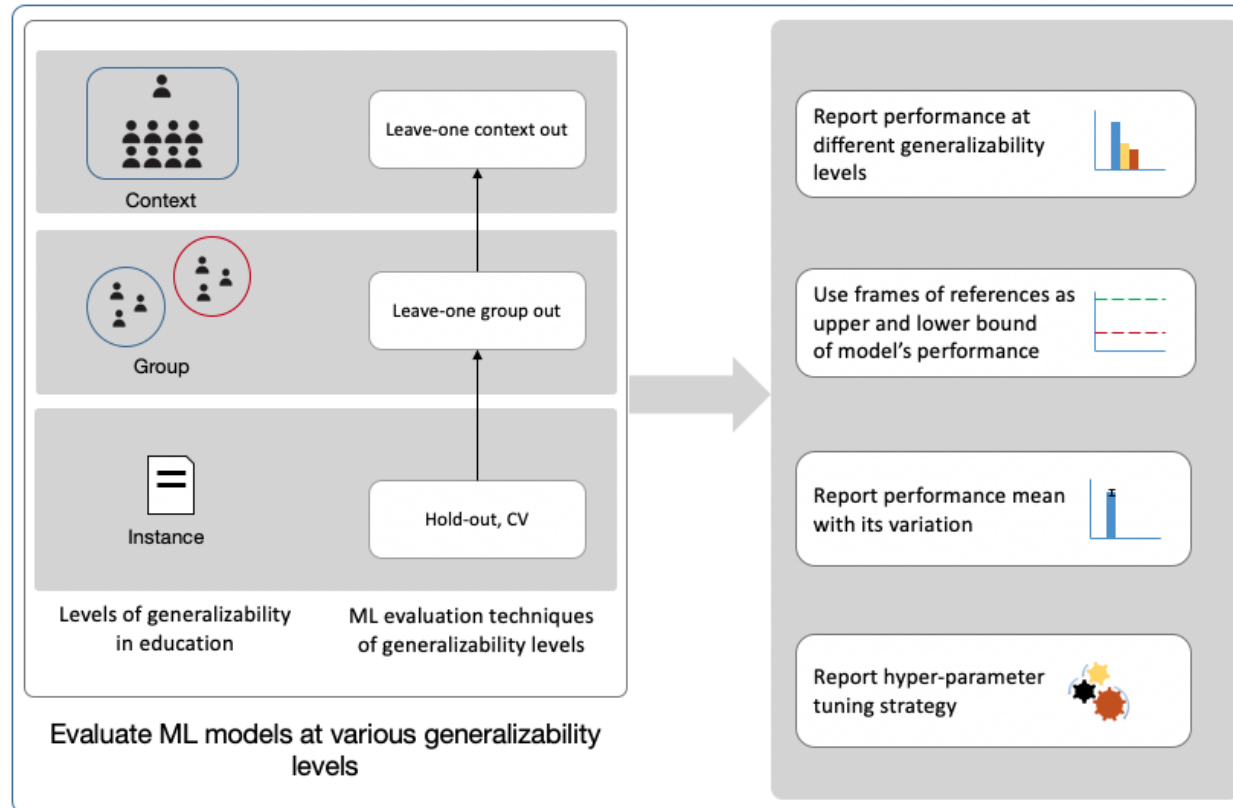 Context
Leave-one context out
Group
Leave-one group out
Instance
Hold-out, CV
Levels of generalizability
in education
ML evaluation techniques
of generalizability levels
Evaluate ML models at various generalizability
levels
Report performance at
different generalizability
levels
Use frames of references as
upper and lower bound
of model's performance
Report performance mean
with its variation
Report hyper-parameter
tuning strategy